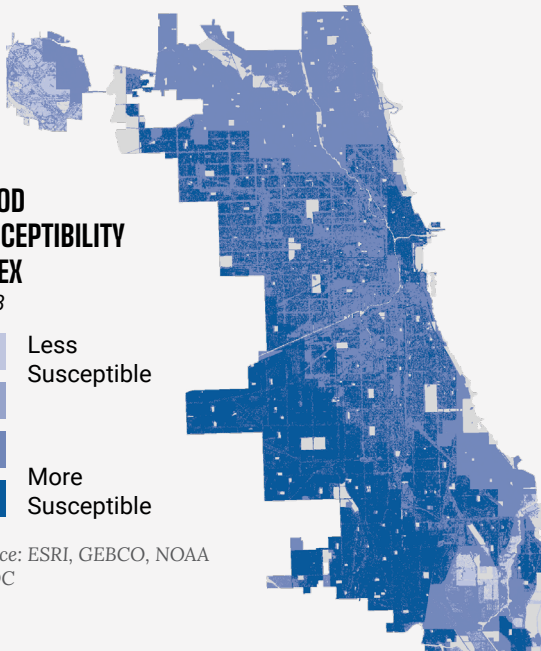 OD
CEPTIBILITY
EX
Less
Susceptible
More
Susceptible
ce: ESRI, GEBCO, NOAA